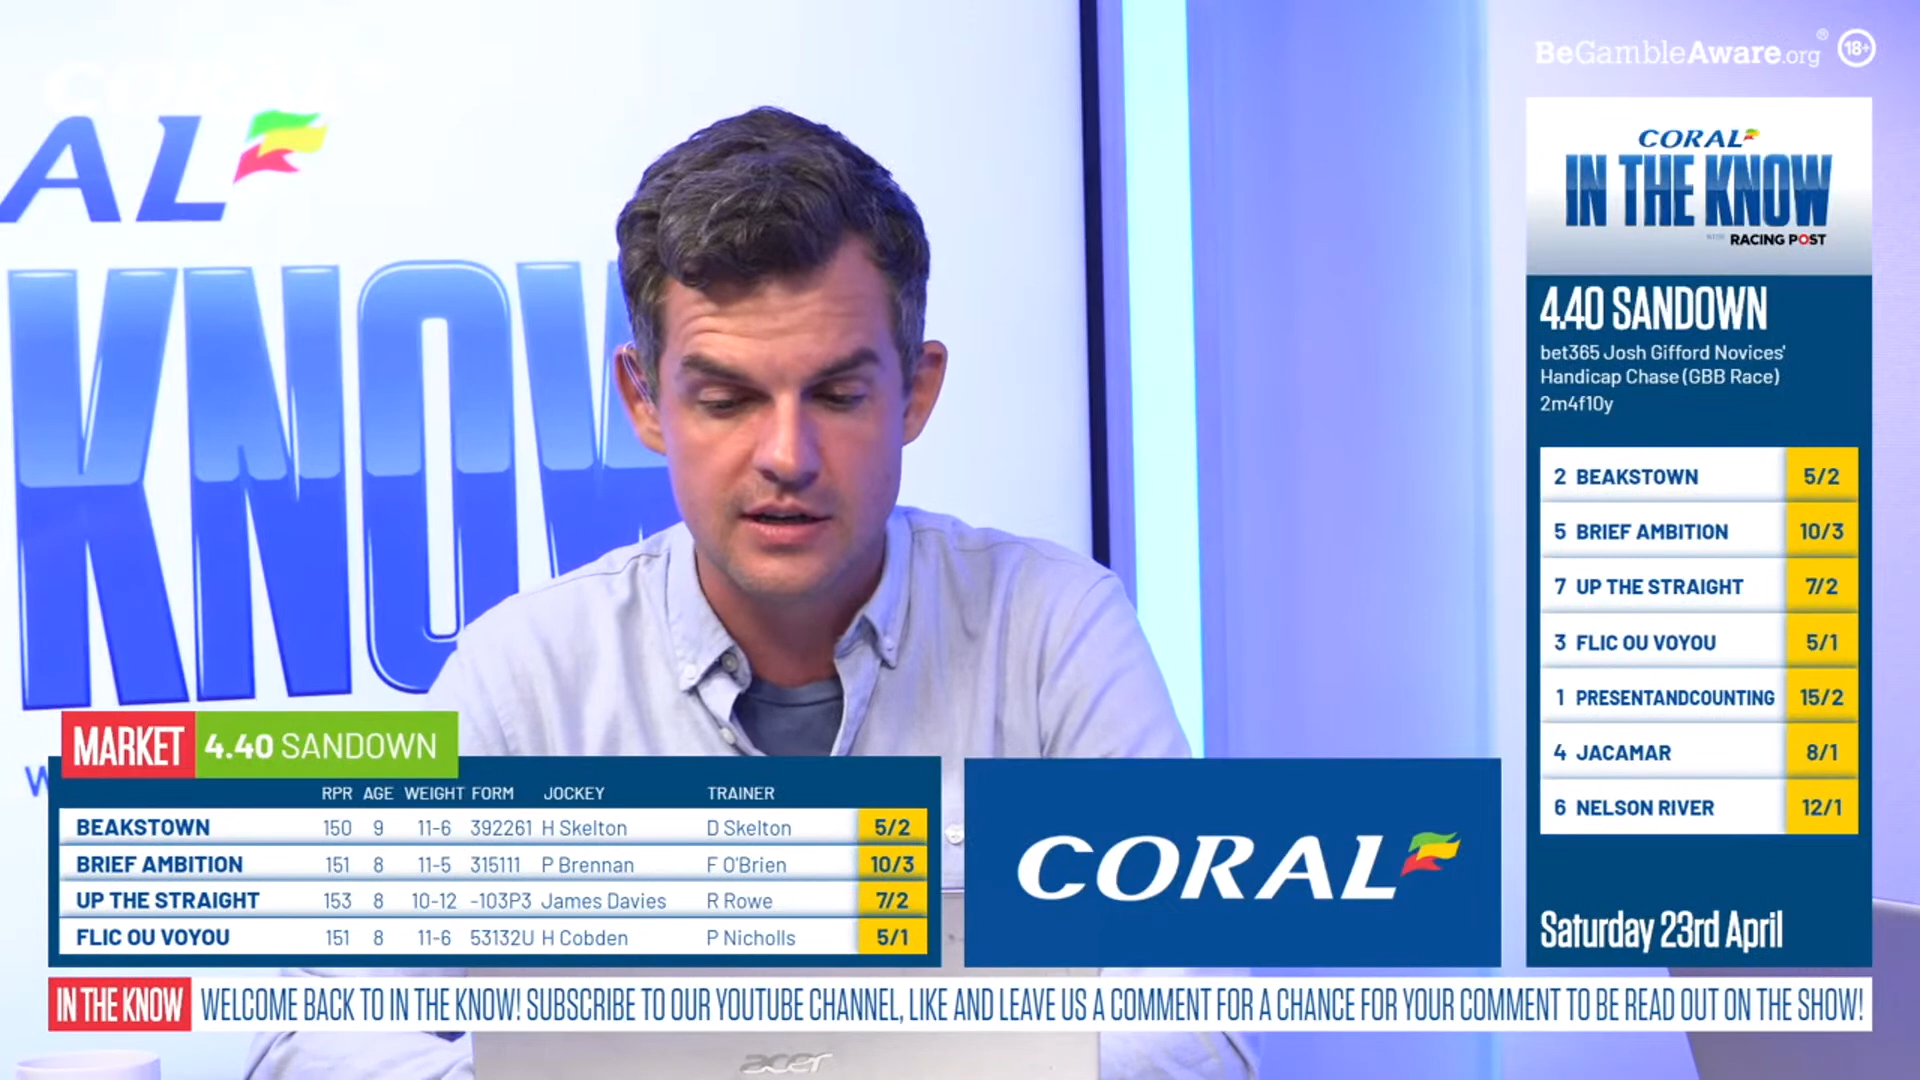 BeGambleAware.org®
18+
CORAL
AL
KNOW
CORAL
IN THE KNOW
WITH RACING POST
4.40 SANDOWN
bet365 Josh Gifford Novices'
Handicap Chase (GBB Race)
2m4f10y
2 BEAKSTOWN 5/2
5 BRIEF AMBITION 10/3
7 UP THE STRAIGHT 7/2
3 FLIC OU VOYOU 5/1
1 PRESENTANDCOUNTING 15/2
4 JACAMAR 8/1
6 NELSON RIVER 12/1
Saturday 23rd April
MARKET 4.40 SANDOWN
RPR AGE WEIGHT FORM JOCKEY TRAINER
BEAKSTOWN 150 9 11-6 392261 H Skelton D Skelton 5/2
BRIEF AMBITION 151 8 11-5 315111 P Brennan F O'Brien 10/3
UP THE STRAIGHT 153 8 10-12 -103P3 James Davies R Rowe 7/2
FLIC OU VOYOU 151 8 11-6 53132U H Cobden P Nicholls 5/1
CORAL
IN THE KNOW WELCOME BACK TO IN THE KNOW! SUBSCRIBE TO OUR YOUTUBE CHANNEL, LIKE AND LEAVE US A COMMENT FOR A CHANCE FOR YOUR COMMENT TO BE READ OUT ON THE SHOW!
acer